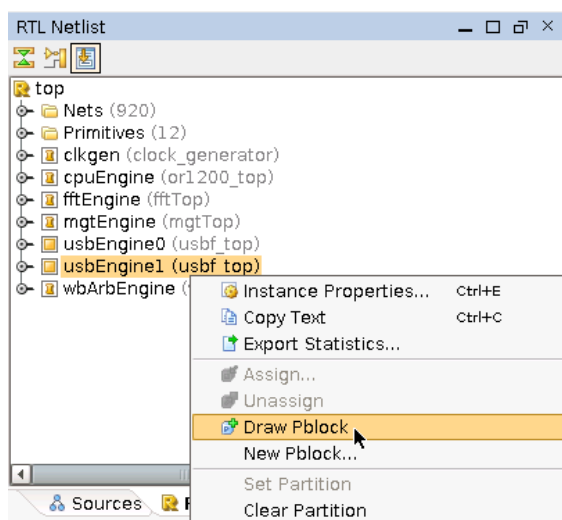 RTL Netlist
top
Nets (920)
Primitives (12)
clkgen (clock_generator)
cpuEngine (or1200_top)
fftEngine (fftTop)
mgtEngine (mgtTop)
usbEngine0 (usbf_top)
usbEngine1 (usbf top)
wbArbEngine
Instance Properties... Ctrl+E
Copy Text Ctrl+C
Export Statistics...
Assign...
Unassign
Draw Pblock
New Pblock...
Set Partition
Sources
Clear Partition